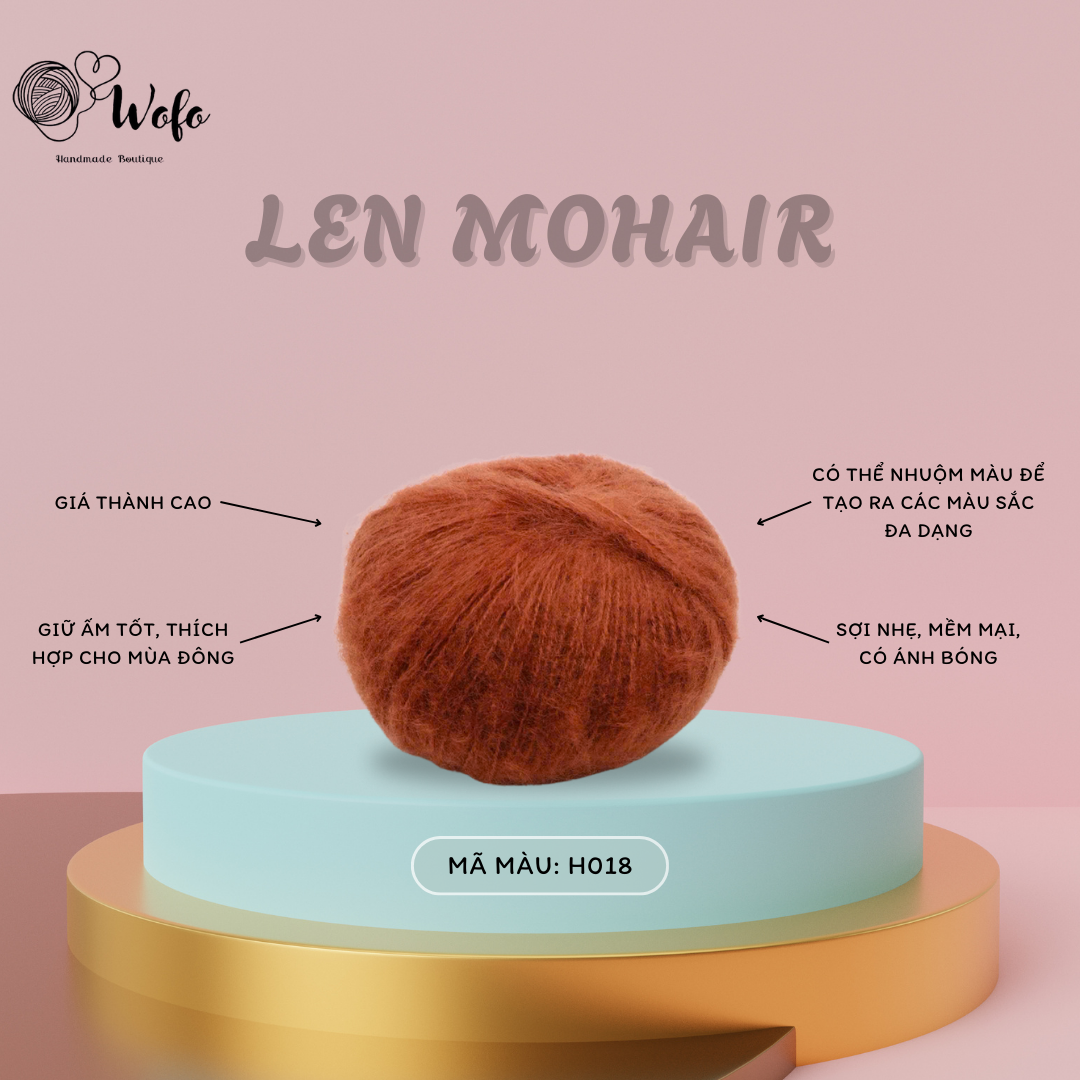 Wofo
Handmade Boutique
LEN MOHAIR
GIÁ THÀNH CAO
CÓ THỂ NHUỘM MÀU ĐỂ
TẠO RA CÁC MÀU SẮC
ĐA DẠNG
GIỮ ẤM TỐT, THÍCH
HỢP CHO MÙA ĐÔNG
SỢI NHẸ, MỀM MẠI,
CÓ ÁNH BÓNG
MÃ MÀU: H018